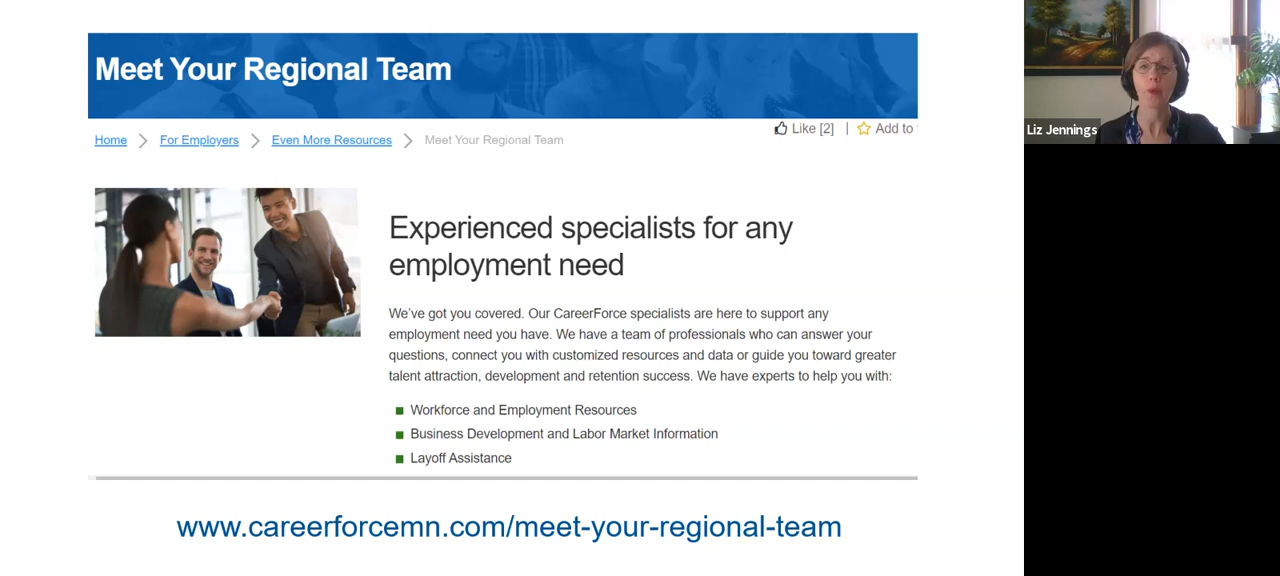 Meet Your Regional Team
Home > For Employers > Even More Resources > Meet Your Regional Team
Like [2] | Add to
Experienced specialists for any
employment need
We've got you covered. Our CareerForce specialists are here to support any
employment need you have. We have a team of professionals who can answer your
questions, connect you with customized resources and data or guide you toward greater
talent attraction, development and retention success. We have experts to help you with:
Workforce and Employment Resources
Business Development and Labor Market Information
Layoff Assistance
www.careerforcemn.com/meet-your-regional-team
Liz Jennings